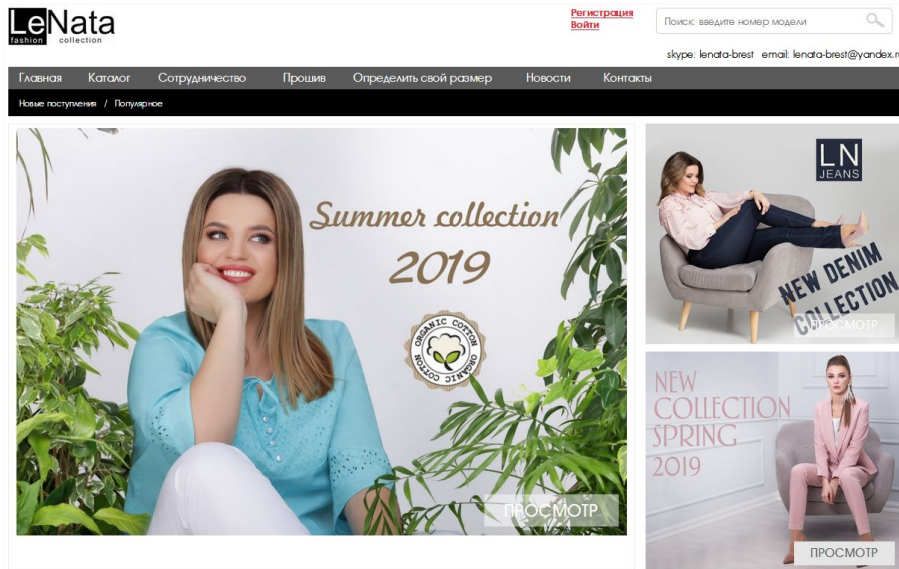 LeNata
fashion collection
Регистрация
Войти
Поиск: введите номер модели
skype: lenata-brest email: lenata-brest@yandex.ru
Главная Каталог Сотрудничество Прошив Определить свой размер Новости Контакты
Новые поступления / Популярное
Summer collection
2019
ORGANIC COTTON ORGANIC COTTON
ПРОСМОТР
LN
JEANS
NEW DENIM
COLLECTION
ПРОСМОТР
NEW
COLLECTION
SPRING
2019
ПРОСМОТР